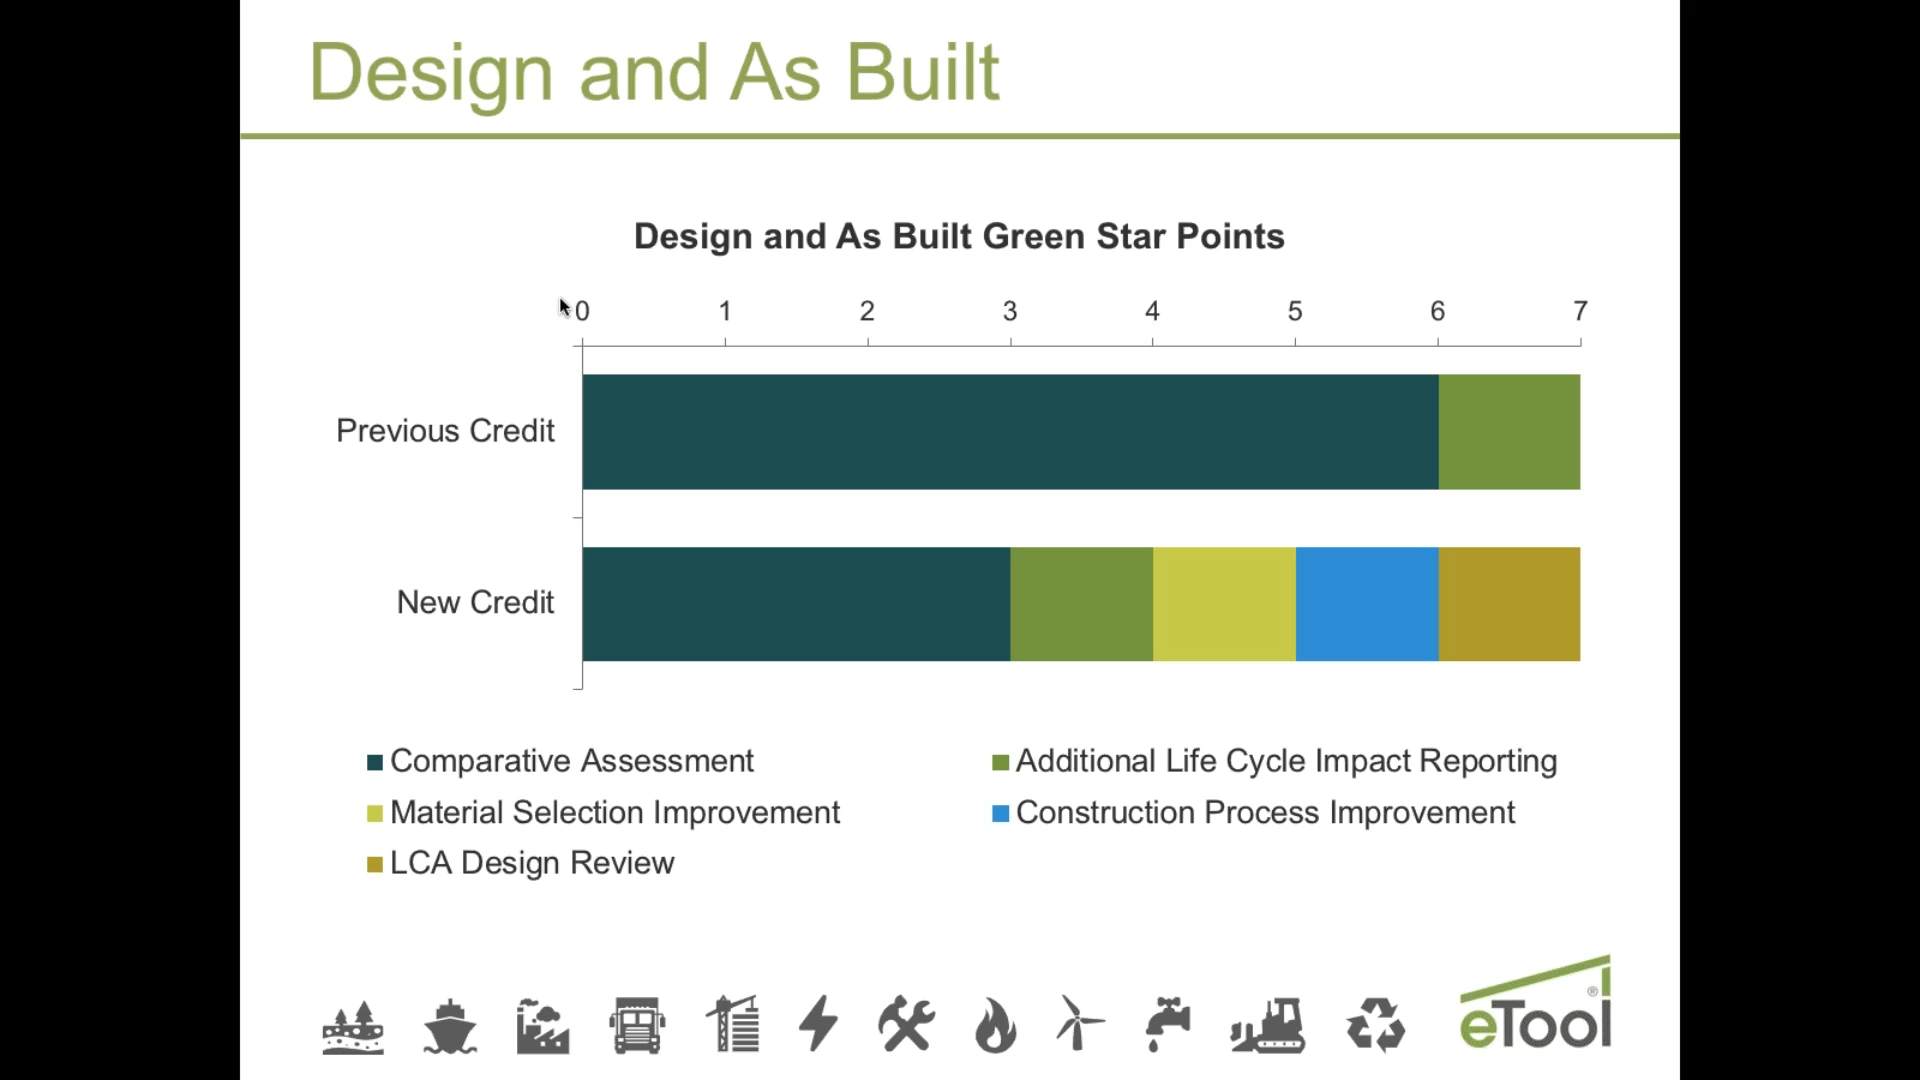 Design and As Built
Design and As Built Green Star Points
0 1 2 3 4 5 6 7
Previous Credit
New Credit
Comparative Assessment
Additional Life Cycle Impact Reporting
Material Selection Improvement
Construction Process Improvement
LCA Design Review
eTool®